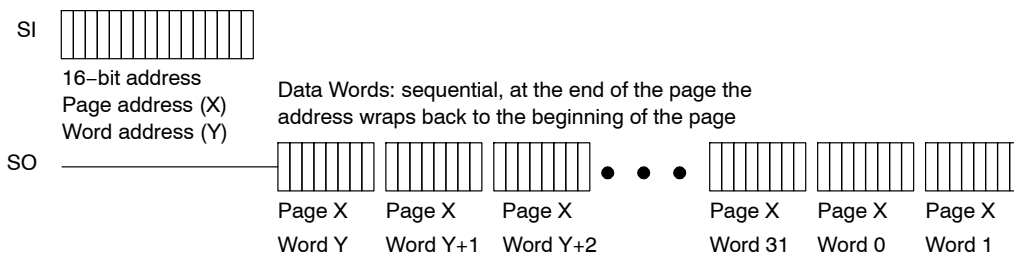 SI
16−bit address
Page address (X)
Word address (Y)
Data Words: sequential, at the end of the page the
address wraps back to the beginning of the page
SO
Page X Page X Page X Page X Page X Page X
Word Y Word Y+1 Word Y+2 Word 31 Word 0 Word 1